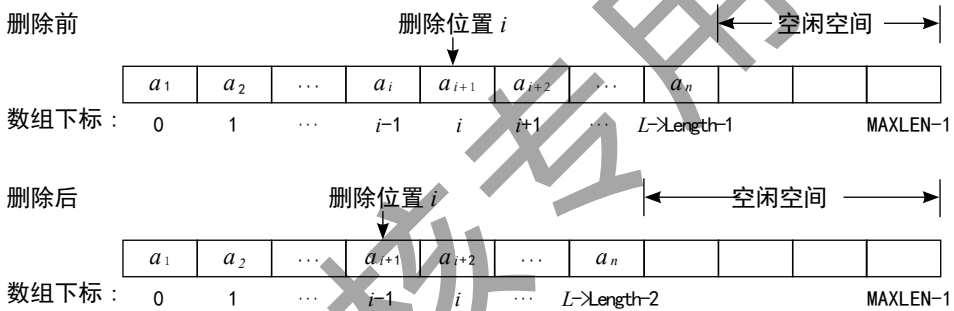 删除前 删除位置 i 空闲空间
a1 a2 … ai ai+1 ai+2 … an
数组下标: 0 1 … i-1 i i+1 … L->Length-1 MAXLEN-1
删除后 删除位置 i 空闲空间
a1 a2 … ai+1 ai+2 … an
数组下标: 0 1 … i-1 i … L->Length-2 MAXLEN-1
核专用